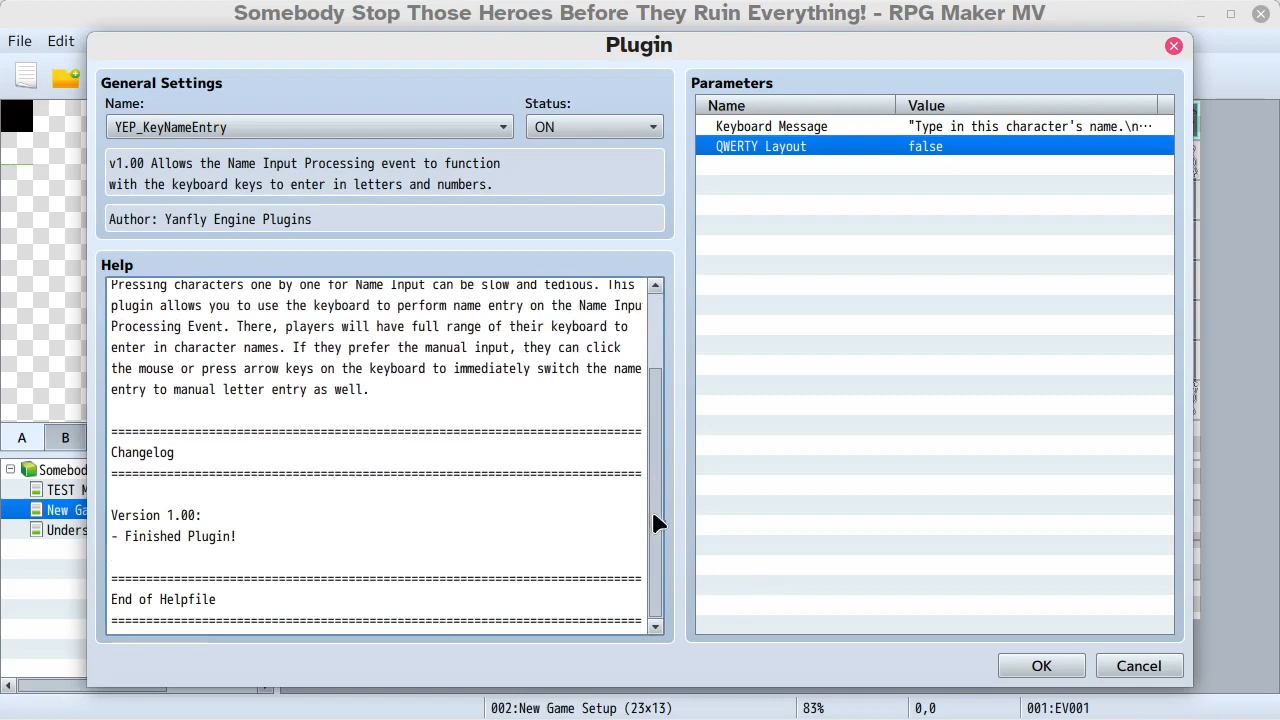 Somebody Stop Those Heroes Before They Ruin Everything! - RPG Maker MV
File Edit
Plugin
General Settings
Name:
Status:
YEP_KeyNameEntry
ON
v1.00 Allows the Name Input Processing event to function
with the keyboard keys to enter in letters and numbers.
Author: Yanfly Engine Plugins
Help
Pressing characters one by one for Name Input can be slow and tedious. This
plugin allows you to use the keyboard to perform name entry on the Name Inpu
Processing Event. There, players will have full range of their keyboard to
enter in character names. If they prefer the manual input, they can click
the mouse or press arrow keys on the keyboard to immediately switch the name
entry to manual letter entry as well.
================================================================================
Changelog
================================================================================
Version 1.00:
- Finished Plugin!
================================================================================
End of Helpfile
================================================================================
Parameters
Name Value
Keyboard Message "Type in this character's name.\n⋯
QWERTY Layout false
OK Cancel
A B
Somebod
TEST M
New Ga
Unders
002:New Game Setup (23x13) 83% 0,0 001:EV001